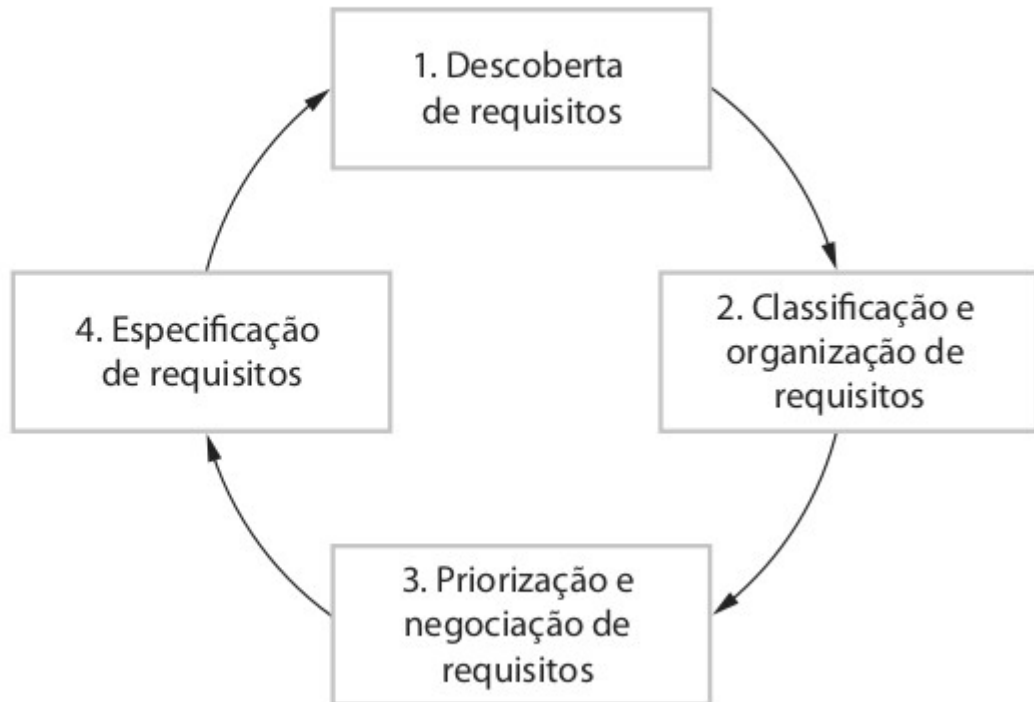 1. Descoberta
de requisitos
2. Classificação e
organização de
requisitos
3. Priorização e
negociação de
requisitos
4. Especificação
de requisitos